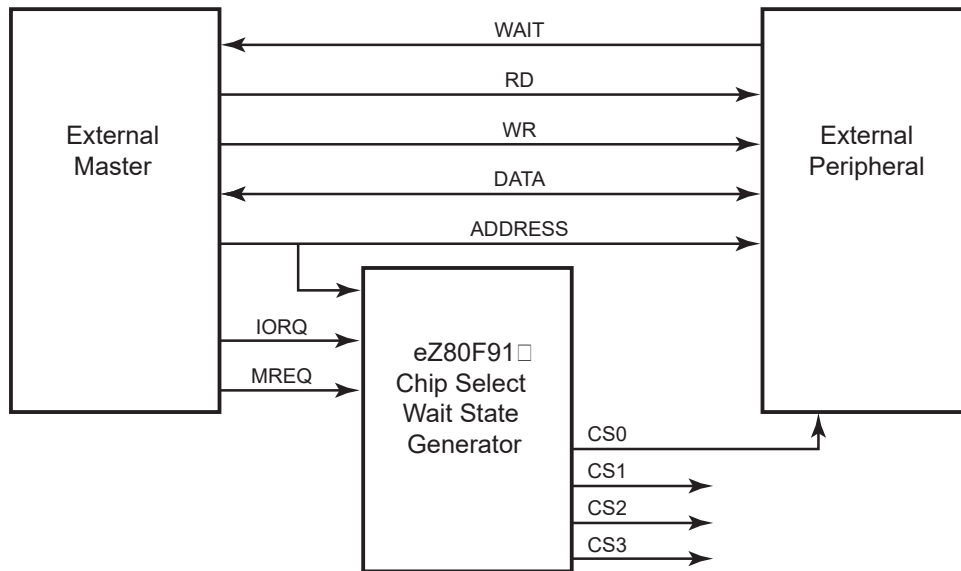 WAIT
RD
External
Master
WR
External
Peripheral
DATA
ADDRESS
IORQ
MREQ
eZ80F91□
Chip Select
Wait State
Generator
CS0
CS1
CS2
CS3